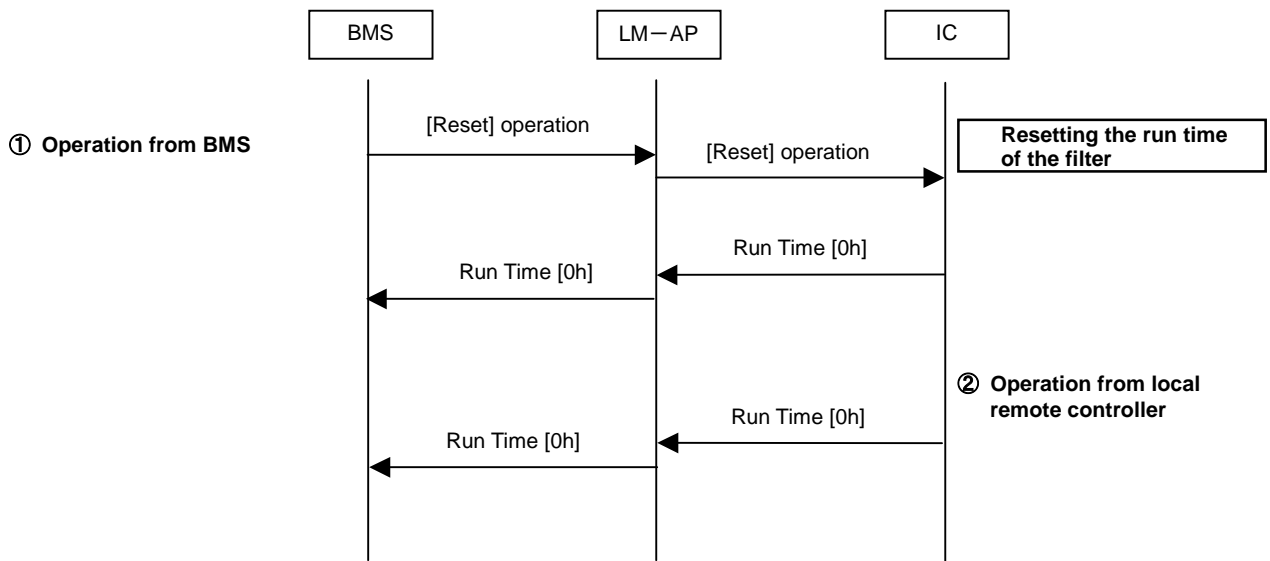 BMS
LM－AP
IC
① Operation from BMS
[Reset] operation
[Reset] operation
Resetting the run time
of the filter
Run Time [0h]
Run Time [0h]
② Operation from local
remote controller
Run Time [0h]
Run Time [0h]